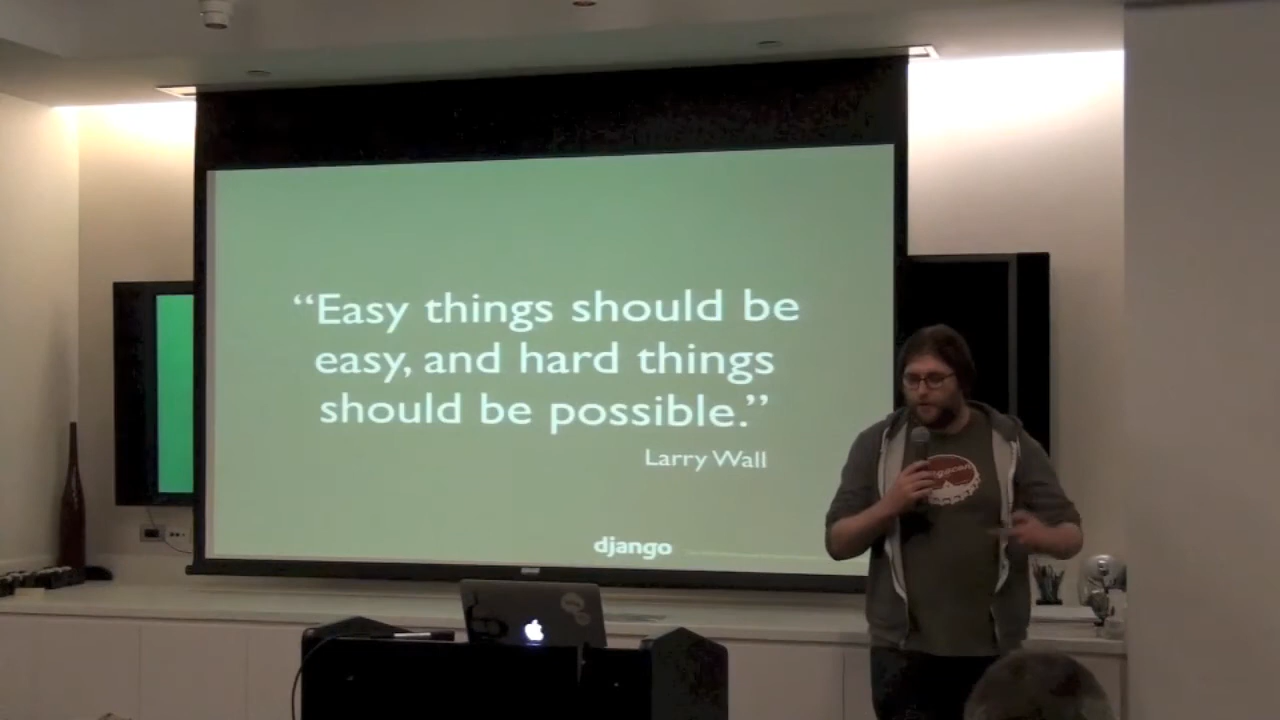 “Easy things should be
easy, and hard things
should be possible.”
Larry Wall
django